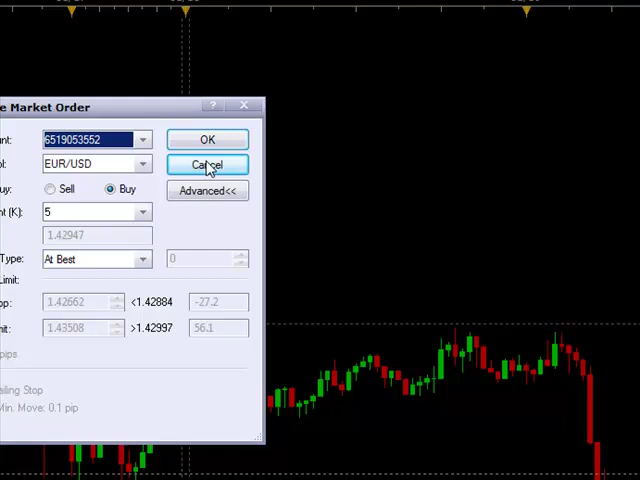 e Market Order
unt: 6519053552 OK
ol: EUR/USD Cancel
uy: Sell Buy Advanced<<
nt (K): 5
1.42947
Type: At Best 0
Limit:
op: 1.42662 <1.42884 -27.2
mit: 1.43508 >1.42997 56.1
pips
ailing Stop
Min. Move: 0.1 pip